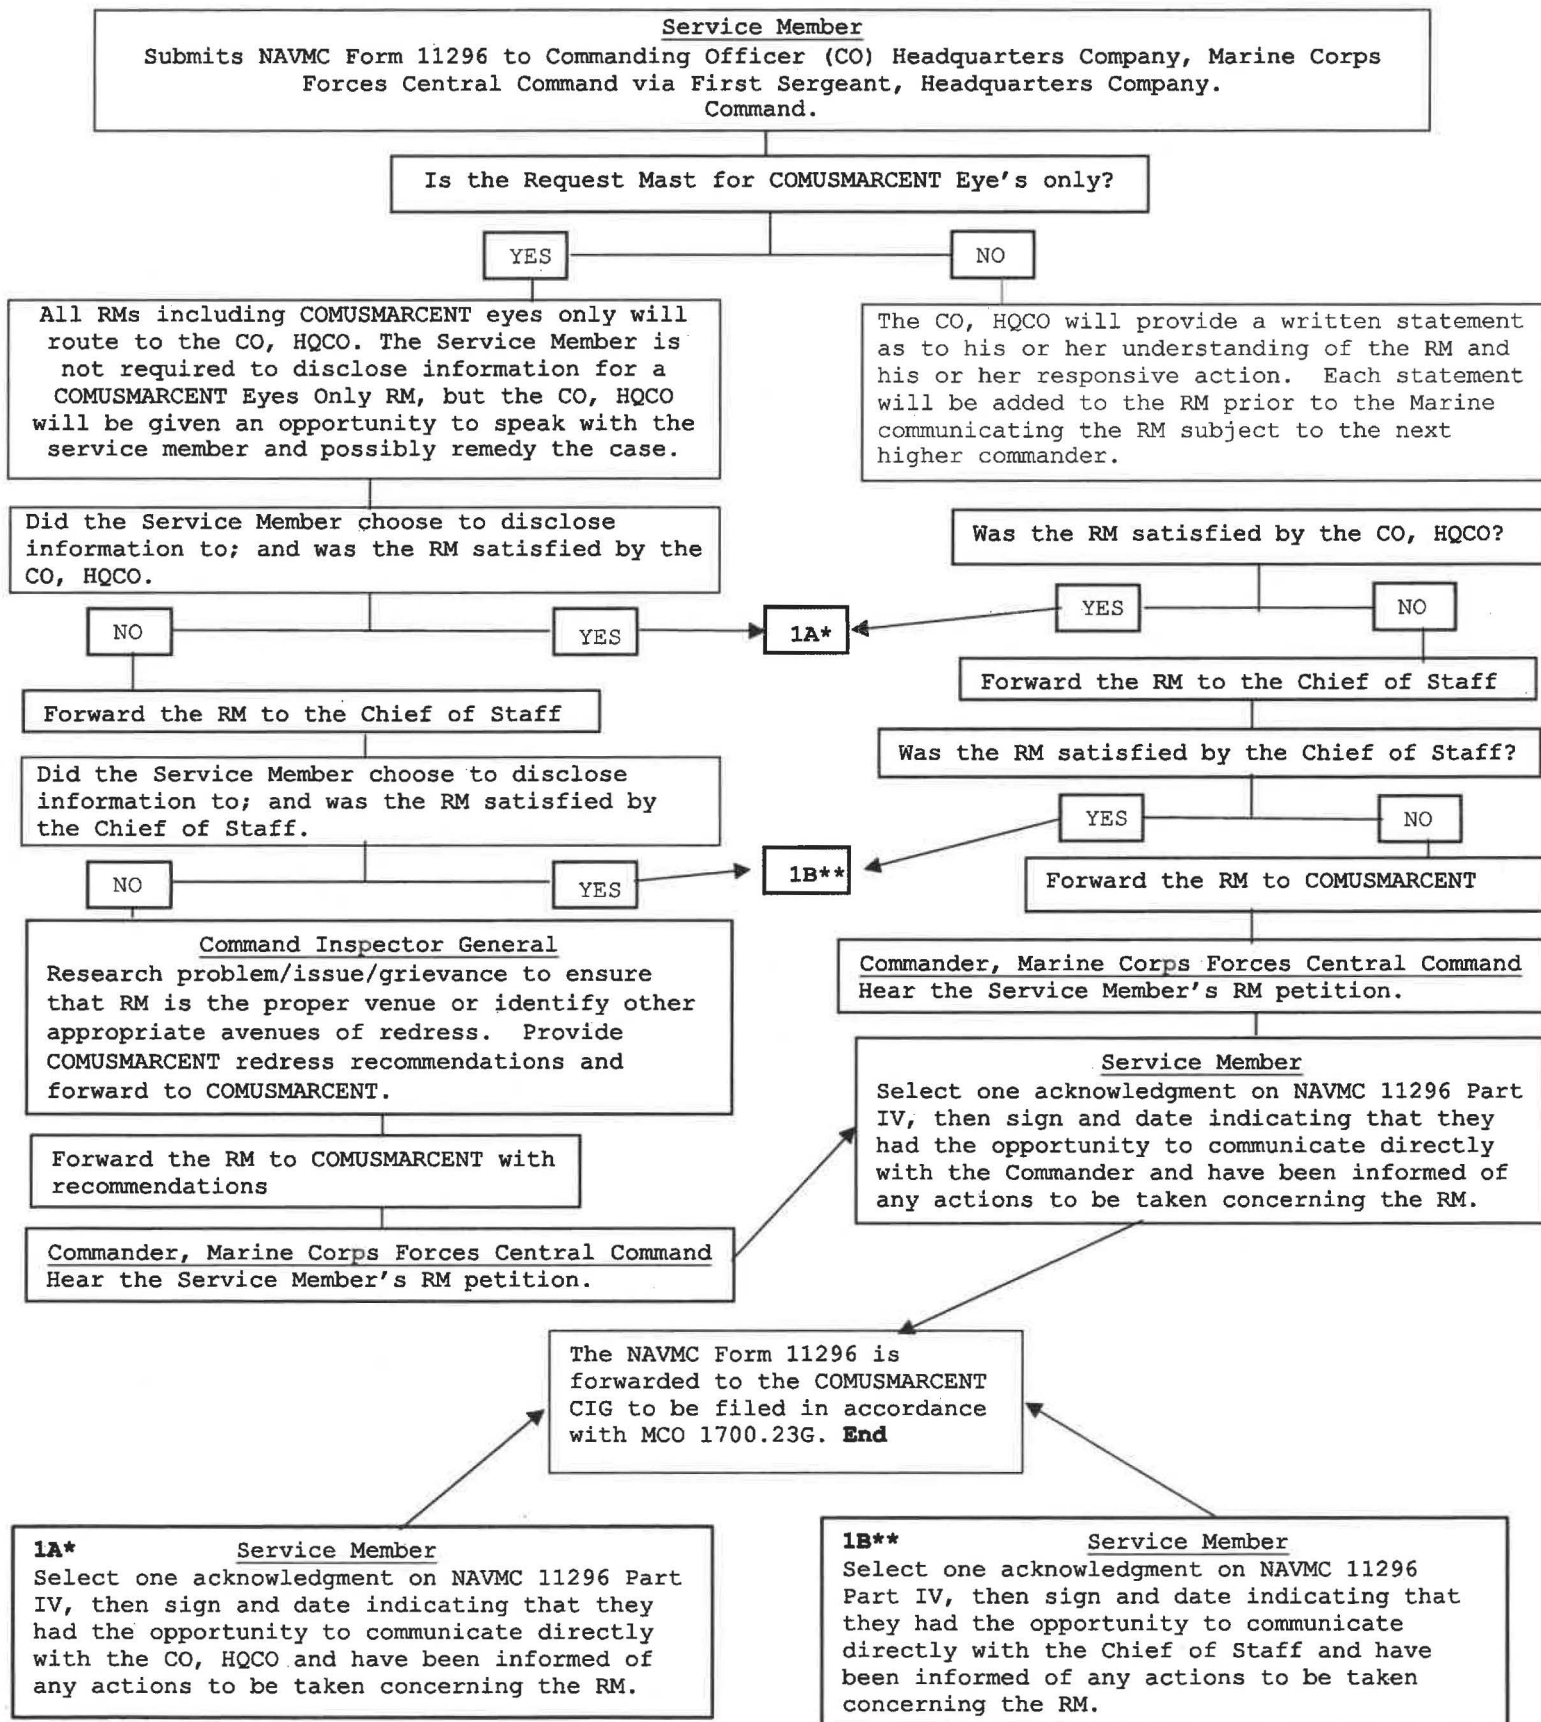 Service Member
Submits NAVMC Form 11296 to Commanding Officer (CO) Headquarters Company, Marine Corps
Forces Central Command via First Sergeant, Headquarters Company.
Command.
Is the Request Mast for COMUSMARCENT Eye's only?
YES
NO
All RMs including COMUSMARCENT eyes only will
route to the CO, HQCO. The Service Member is
not required to disclose information for a
COMUSMARCENT Eyes Only RM, but the CO, HQCO
will be given an opportunity to speak with the
service member and possibly remedy the case.
The CO, HQCO will provide a written statement
as to his or her understanding of the RM and
his or her responsive action. Each statement
will be added to the RM prior to the Marine
communicating the RM subject to the next
higher commander.
Did the Service Member choose to disclose
information to; and was the RM satisfied by the
CO, HQCO.
Was the RM satisfied by the CO, HQCO?
NO
YES
1A*
YES
NO
Forward the RM to the Chief of Staff
Forward the RM to the Chief of Staff
Did the Service Member choose to disclose
information to; and was the RM satisfied by
the Chief of Staff.
Was the RM satisfied by the Chief of Staff?
NO
YES
1B**
YES
NO
Forward the RM to COMUSMARCENT
Command Inspector General
Research problem/issue/grievance to ensure
that RM is the proper venue or identify other
appropriate avenues of redress. Provide
COMUSMARCENT redress recommendations and
forward to COMUSMARCENT.
Commander, Marine Corps Forces Central Command
Hear the Service Member's RM petition.
Service Member
Select one acknowledgment on NAVMC 11296 Part
IV, then sign and date indicating that they
had the opportunity to communicate directly
with the Commander and have been informed of
any actions to be taken concerning the RM.
Forward the RM to COMUSMARCENT with
recommendations
Commander, Marine Corps Forces Central Command
Hear the Service Member's RM petition.
The NAVMC Form 11296 is
forwarded to the COMUSMARCENT
CIG to be filed in accordance
with MCO 1700.23G. End
1A* Service Member
Select one acknowledgment on NAVMC 11296 Part
IV, then sign and date indicating that they
had the opportunity to communicate directly
with the CO, HQCO and have been informed of
any actions to be taken concerning the RM.
1B** Service Member
Select one acknowledgment on NAVMC 11296
Part IV, then sign and date indicating that
they had the opportunity to communicate
directly with the Chief of Staff and have
been informed of any actions to be taken
concerning the RM.